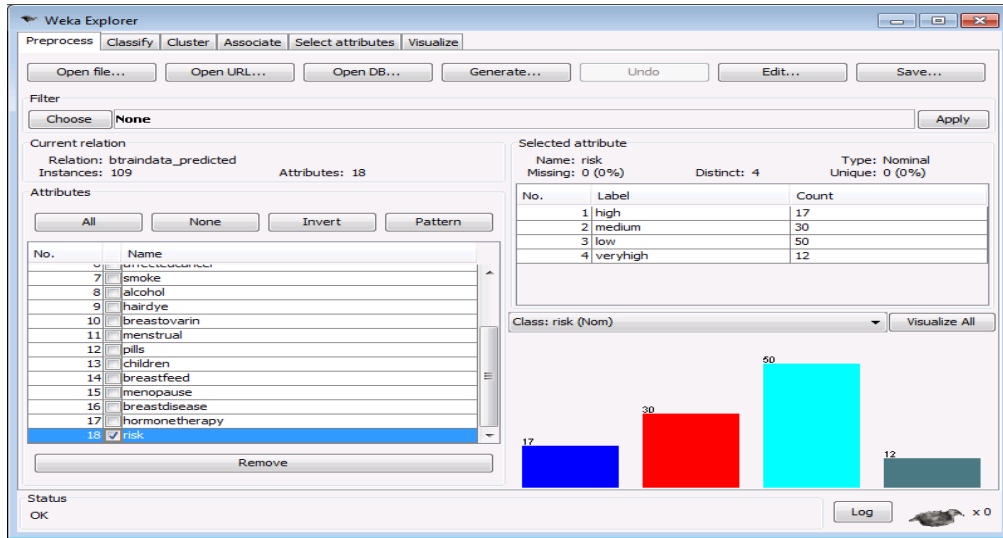 Weka Explorer
Preprocess Classify Cluster Associate Select attributes Visualize
Open file... Open URL... Open DB... Generate... Undo Edit... Save...
Filter
Choose None Apply
Current relation
Relation: btraindata_predicted
Instances: 109 Attributes: 18
Attributes
All None Invert Pattern
No. Name
7 smoke
8 alcohol
9 hairdye
10 breastovarin
11 menstrual
12 pills
13 children
14 breastfeed
15 menopause
16 breastdisease
17 hormonetherapy
18 risk
Remove
Selected attribute
Name: risk Type: Nominal
Missing: 0 (0%) Distinct: 4 Unique: 0 (0%)
No. Label Count
1 high 17
2 medium 30
3 low 50
4 veryhigh 12
Class: risk (Nom) Visualize All
17 30 50 12
Status
OK
Log x 0